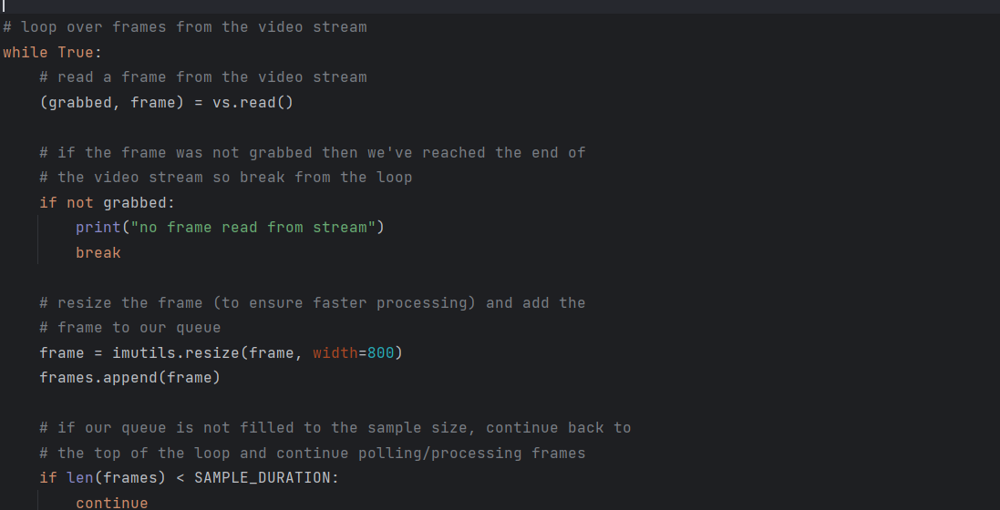 # loop over frames from the video stream
while True:
    # read a frame from the video stream
    (grabbed, frame) = vs.read()

    # if the frame was not grabbed then we've reached the end of
    # the video stream so break from the loop
    if not grabbed:
        print("no frame read from stream")
        break

    # resize the frame (to ensure faster processing) and add the
    # frame to our queue
    frame = imutils.resize(frame, width=800)
    frames.append(frame)

    # if our queue is not filled to the sample size, continue back to
    # the top of the loop and continue polling/processing frames
    if len(frames) < SAMPLE_DURATION:
        continue